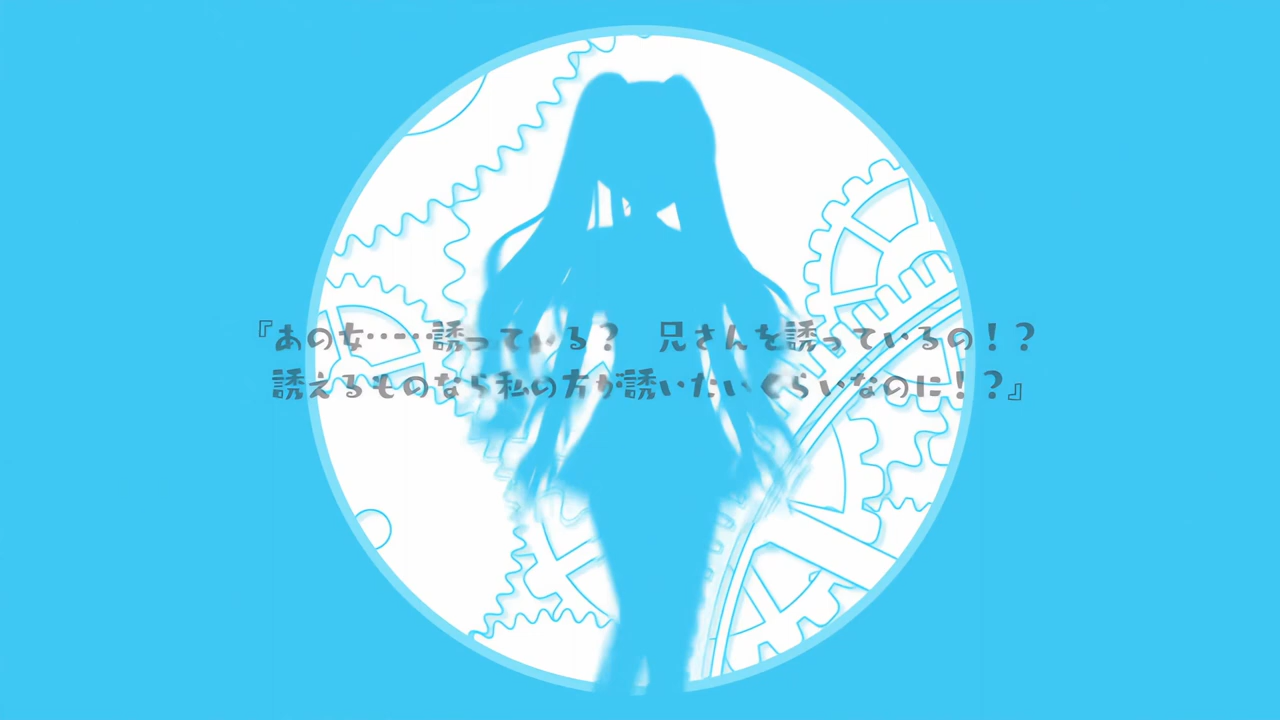 『あの女……誘っている？　兄さんを誘っているの！？
誘えるものなら私の方が誘いたいくらいなのに！？』